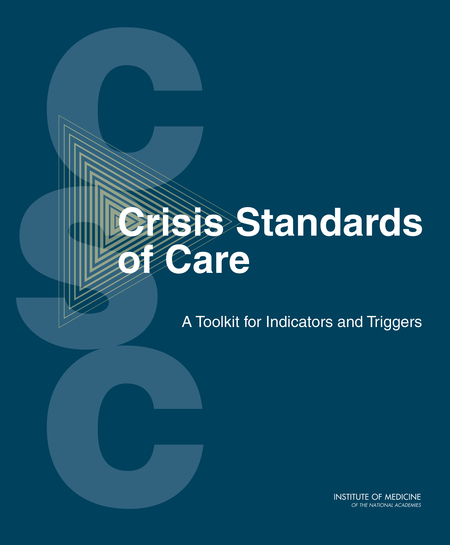 CSC
Crisis Standards
of Care
A Toolkit for Indicators and Triggers
INSTITUTE OF MEDICINE
OF THE NATIONAL ACADEMIES